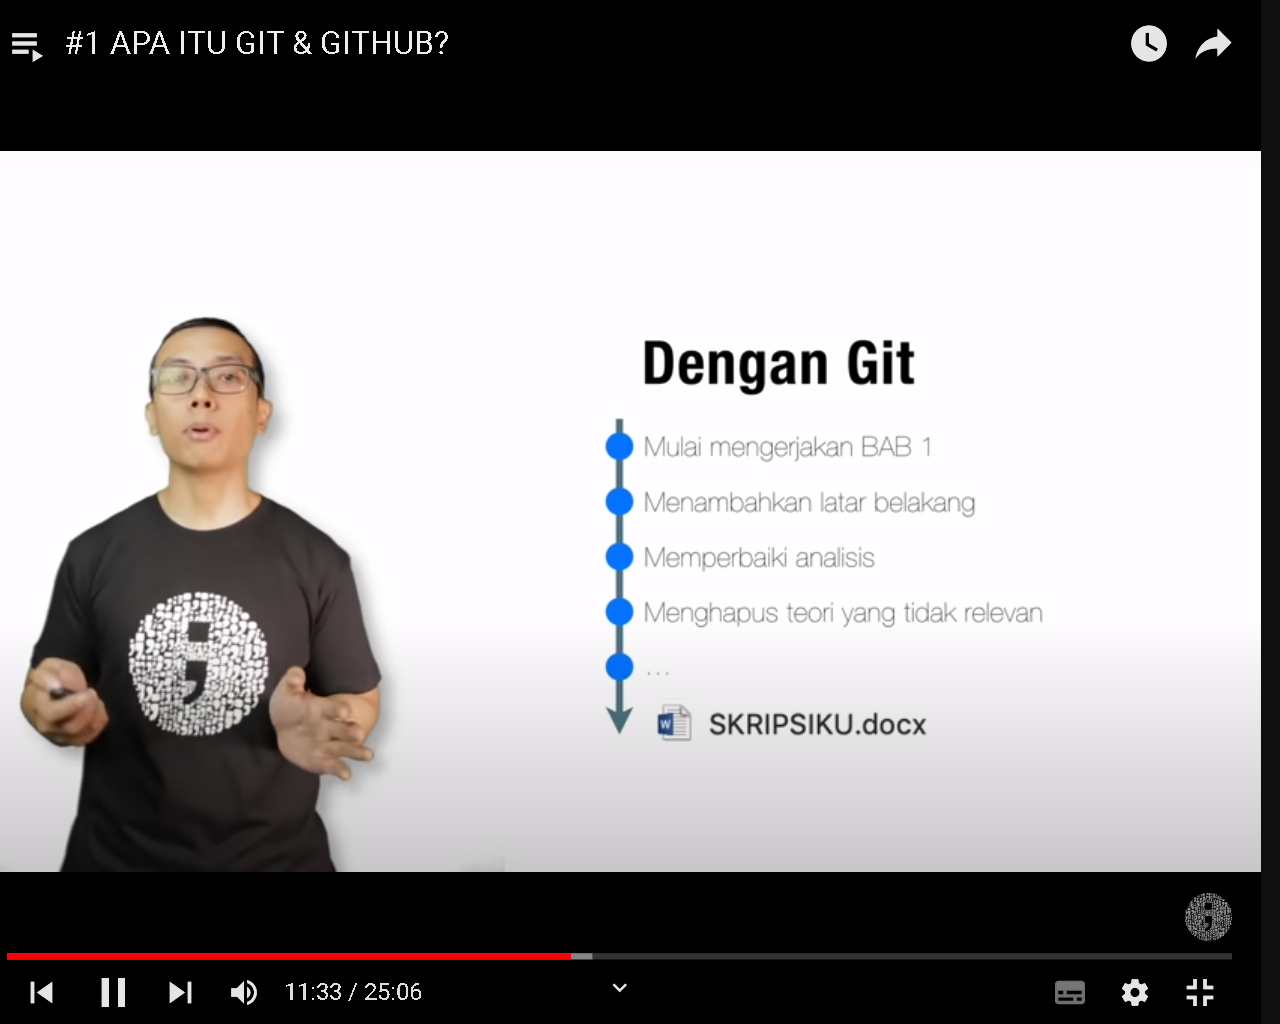 #1 APA ITU GIT & GITHUB?
Dengan Git
Mulai mengerjakan BAB 1
Menambahkan latar belakang
Memperbaiki analisis
Menghapus teori yang tidak relevan
...
W SKRIPSIKU.docx
11:33 / 25:06